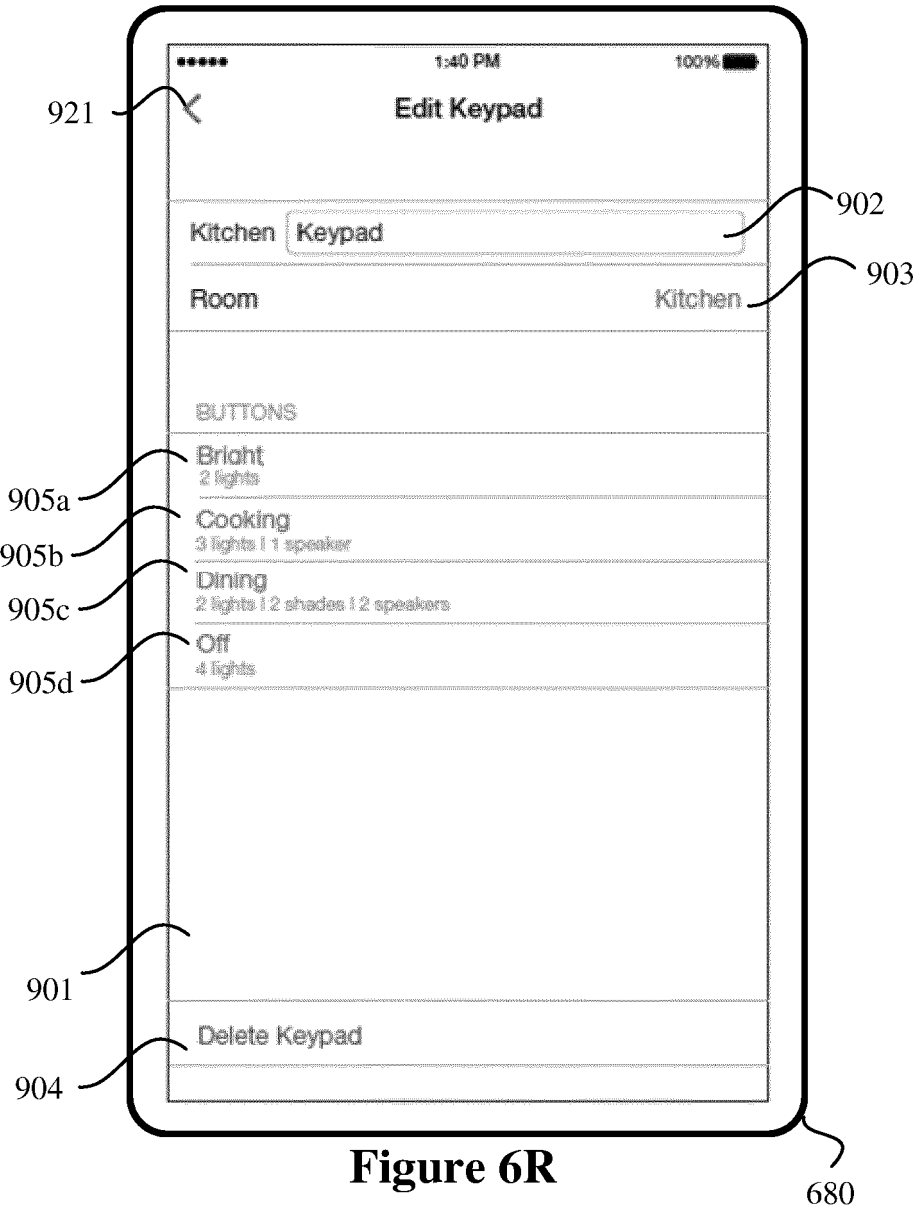 1:40 PM 100%
921
Edit Keypad
902
Kitchen Keypad
903
Room Kitchen
BUTTONS
Bright
2 lights
905a
Cooking
3 lights | 1 speaker
905b
Dining
2 lights | 2 shades | 2 speakers
905c
Off
4 lights
905d
901
Delete Keypad
904
Figure 6R
680